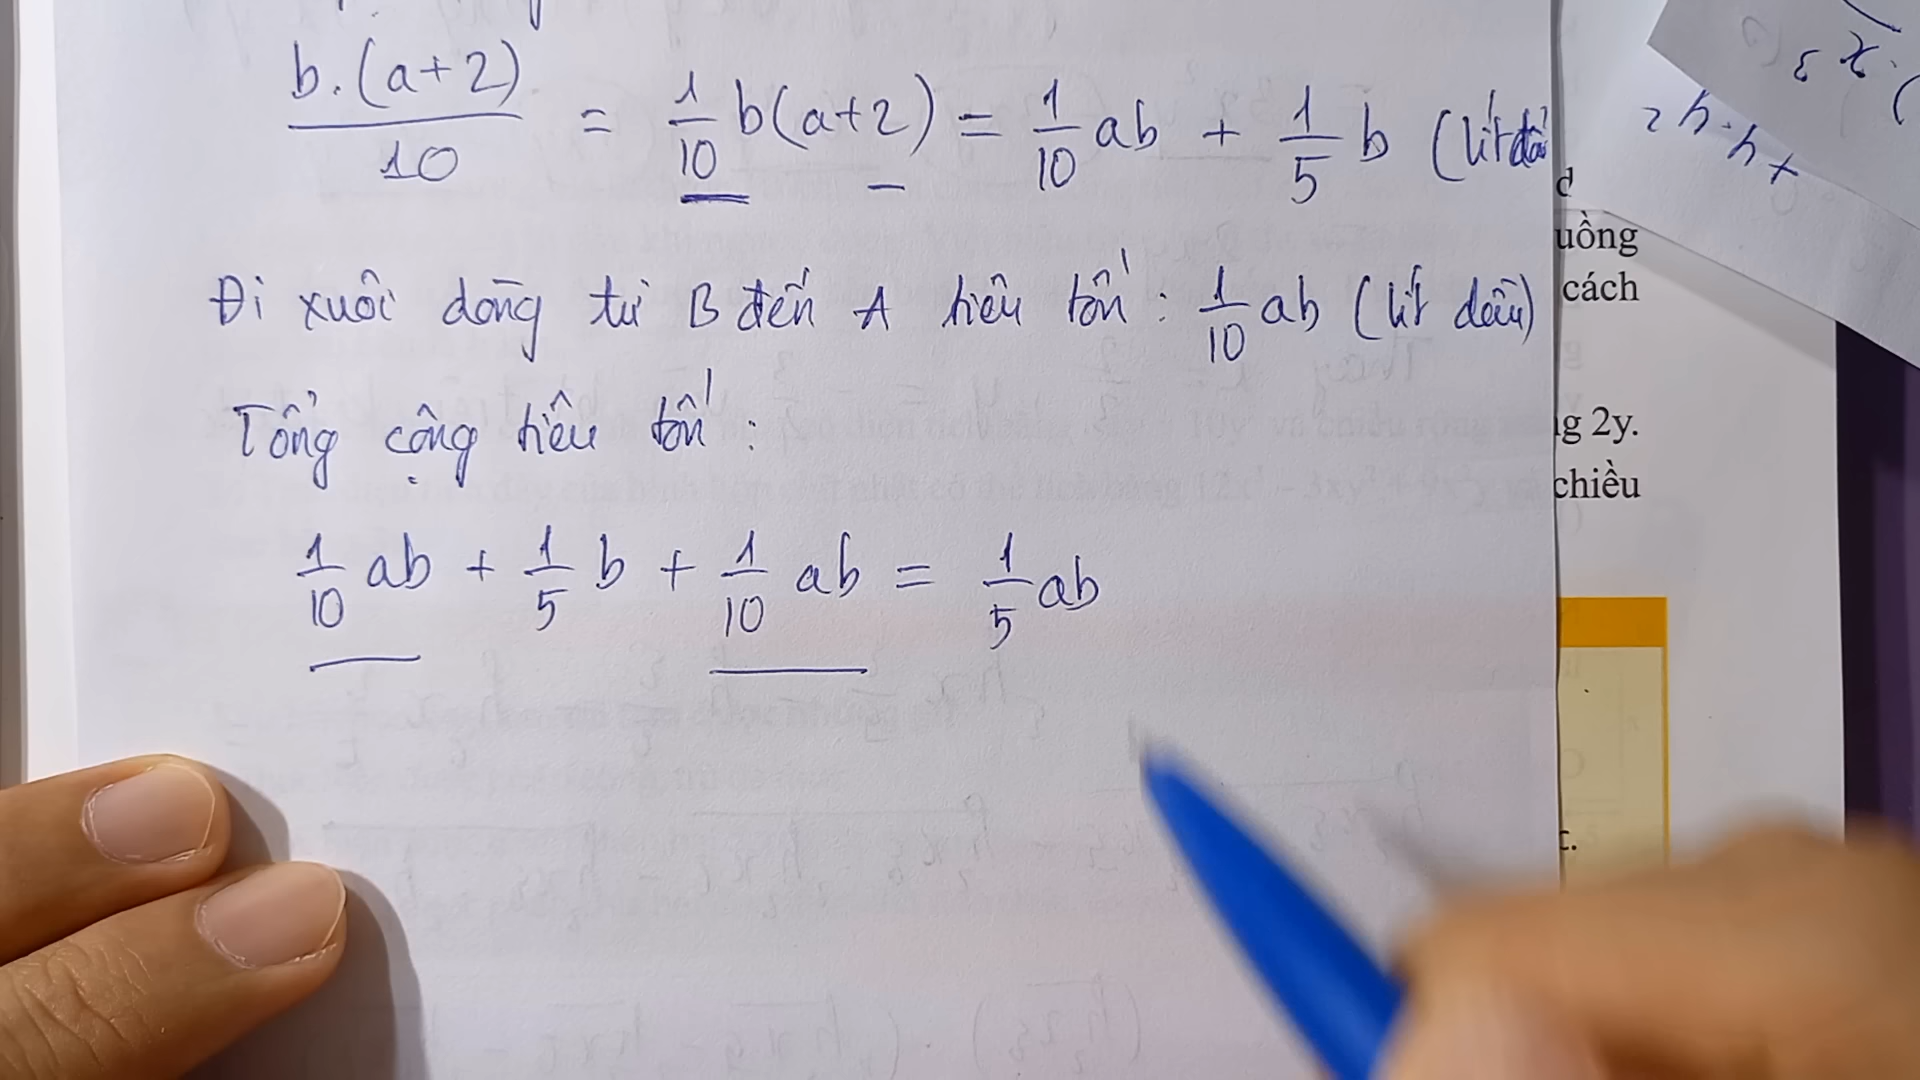 b.(a+2)/10 = 1/10 b(a+2) = 1/10 ab + 1/5 b (lít dầu
Đi xuôi dòng từ B đến A tiêu tốn : 1/10 ab (lít dầu)
Tổng cộng tiêu tốn :
1/10 ab + 1/5 b + 1/10 ab = 1/5 ab
d
uồng
cách
ng 2y.
chiều
c.